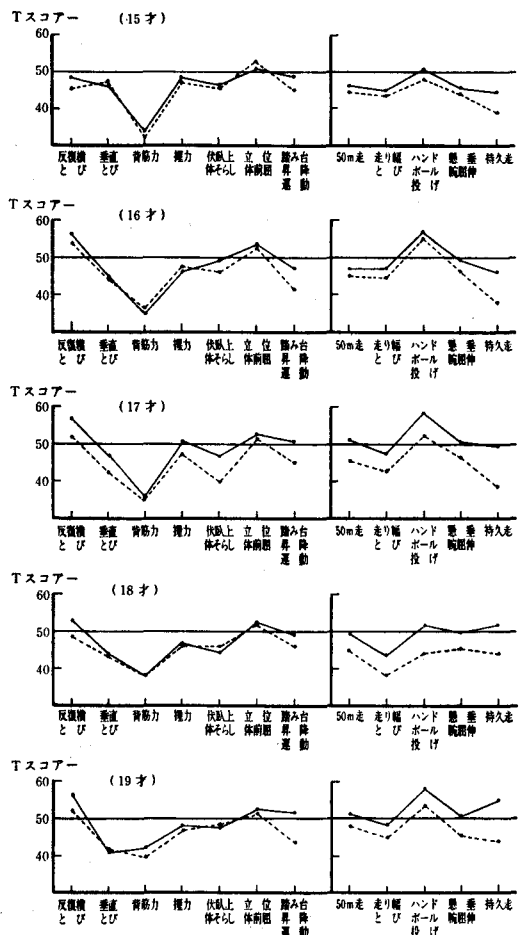 Tスコアー (15才)
60
50
40
反復横 垂直 背筋力 握力 伏臥上 立位 踏み台 50m走 走り幅 ハンド 懸垂 持久走
とび とび 体そらし 体前屈 昇降 とび ボール 腕屈伸
運動 投げ
Tスコアー (16才)
60
50
40
反復横 垂直 背筋力 握力 伏臥上 立位 踏み台 50m走 走り幅 ハンド 懸垂 持久走
とび とび 体そらし 体前屈 昇降 とび ボール 腕屈伸
運動 投げ
Tスコアー (17才)
60
50
40
反復横 垂直 背筋力 握力 伏臥上 立位 踏み台 50m走 走り幅 ハンド 懸垂 持久走
とび とび 体そらし 体前屈 昇降 とび ボール 腕屈伸
運動 投げ
Tスコアー (18才)
60
50
40
反復横 垂直 背筋力 握力 伏臥上 立位 踏み台 50m走 走り幅 ハンド 懸垂 持久走
とび とび 体そらし 体前屈 昇降 とび ボール 腕屈伸
運動 投げ
Tスコアー (19才)
60
50
40
反復横 垂直 背筋力 握力 伏臥上 立位 踏み台 50m走 走り幅 ハンド 懸垂 持久走
とび とび 体そらし 体前屈 昇降 とび ボール 腕屈伸
運動 投げ